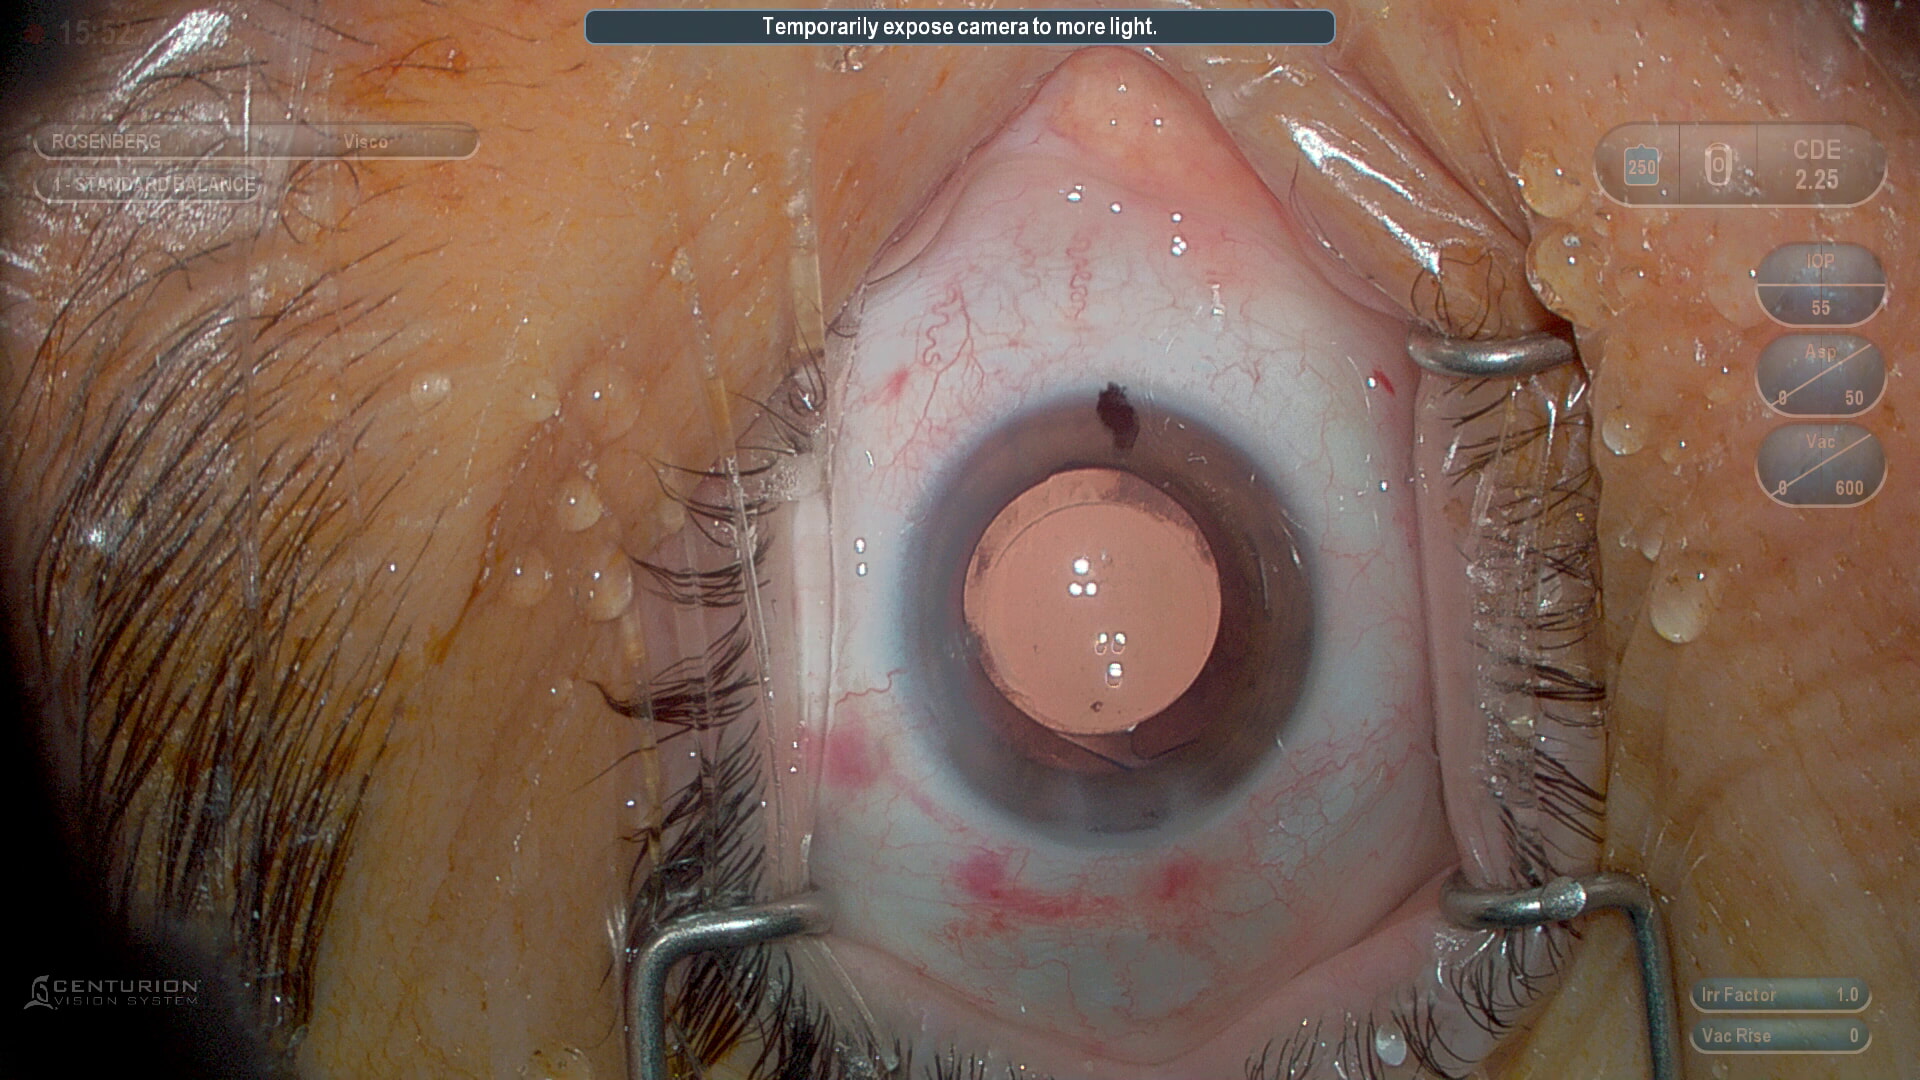 Temporarily expose camera to more light.
15:52
ROSENBERG Visco
1 - STANDARD BALANCE
250
0
CDE
2.25
IOP
55
Asp
0 50
Vac
0 600
CENTURION
VISION SYSTEM
Irr Factor 1.0
Vac Rise 0